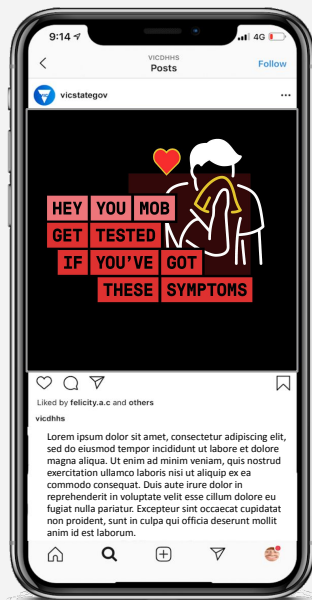 9:14
4G
VICDHHS
Posts
Follow
vicstategov
HEY YOU MOB
GET TESTED
IF YOU'VE GOT
THESE SYMPTOMS
Liked by felicity.a.c and others
vicdhhs
Lorem ipsum dolor sit amet, consectetur adipiscing elit,
sed do eiusmod tempor incididunt ut labore et dolore
magna aliqua. Ut enim ad minim veniam, quis nostrud
exercitation ullamco laboris nisi ut aliquip ex ea
commodo consequat. Duis aute irure dolor in
reprehenderit in voluptate velit esse cillum dolore eu
fugiat nulla pariatur. Excepteur sint occaecat cupidatat
non proident, sunt in culpa qui officia deserunt mollit
anim id est laborum.